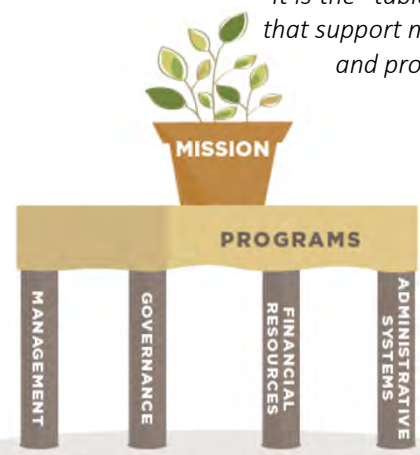 that support
and pro
MISSION
PROGRAMS
MANAGEMENT
GOVERNANCE
FINANCIAL
RESOURCES
ADMINISTRATIVE
SYSTEMS